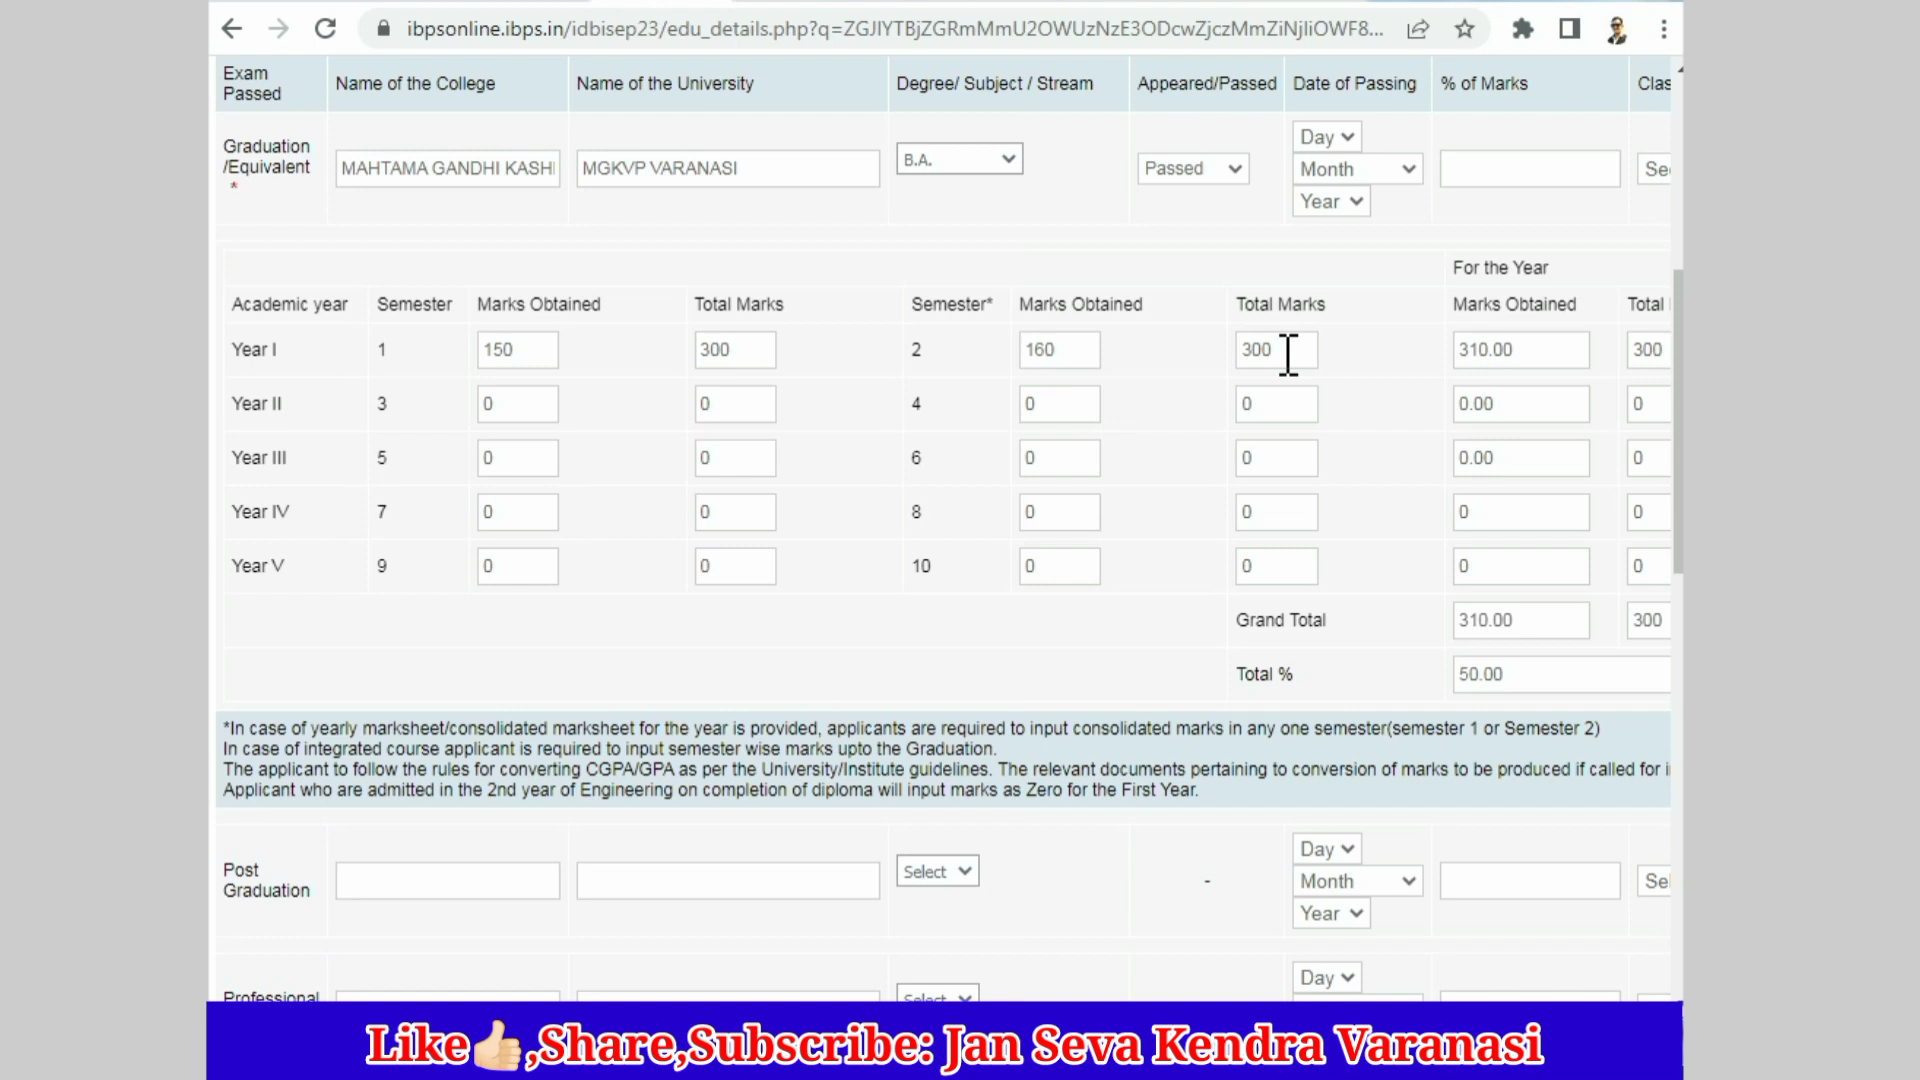 ibpsonline.ibps.in/idbisep23/edu_details.php?q=ZGJlYTBjZGRmMmU2OWUzNzE3ODcwZjczMmZiNjliOWF8...
Exam Passed Name of the College Name of the University Degree/ Subject / Stream Appeared/Passed Date of Passing % of Marks Clas
Graduation /Equivalent * MAHTAMA GANDHI KASHI MGKVP VARANASI B.A. Passed Day Month Year Sec
For the Year
Academic year Semester Marks Obtained Total Marks Semester* Marks Obtained Total Marks Marks Obtained Total
Year I 1 150 300 2 160 300 310.00 300
Year II 3 0 0 4 0 0 0.00 0
Year III 5 0 0 6 0 0 0.00 0
Year IV 7 0 0 8 0 0 0 0
Year V 9 0 0 10 0 0 0 0
Grand Total 310.00 300
Total % 50.00
*In case of yearly marksheet/consolidated marksheet for the year is provided, applicants are required to input consolidated marks in any one semester(semester 1 or Semester 2)
In case of integrated course applicant is required to input semester wise marks upto the Graduation.
The applicant to follow the rules for converting CGPA/GPA as per the University/Institute guidelines. The relevant documents pertaining to conversion of marks to be produced if called for i
Applicant who are admitted in the 2nd year of Engineering on completion of diploma will input marks as Zero for the First Year.
Post Graduation Select - Day Month Year Sel
Professional Select Day
Like👍🏻,Share,Subscribe: Jan Seva Kendra Varanasi